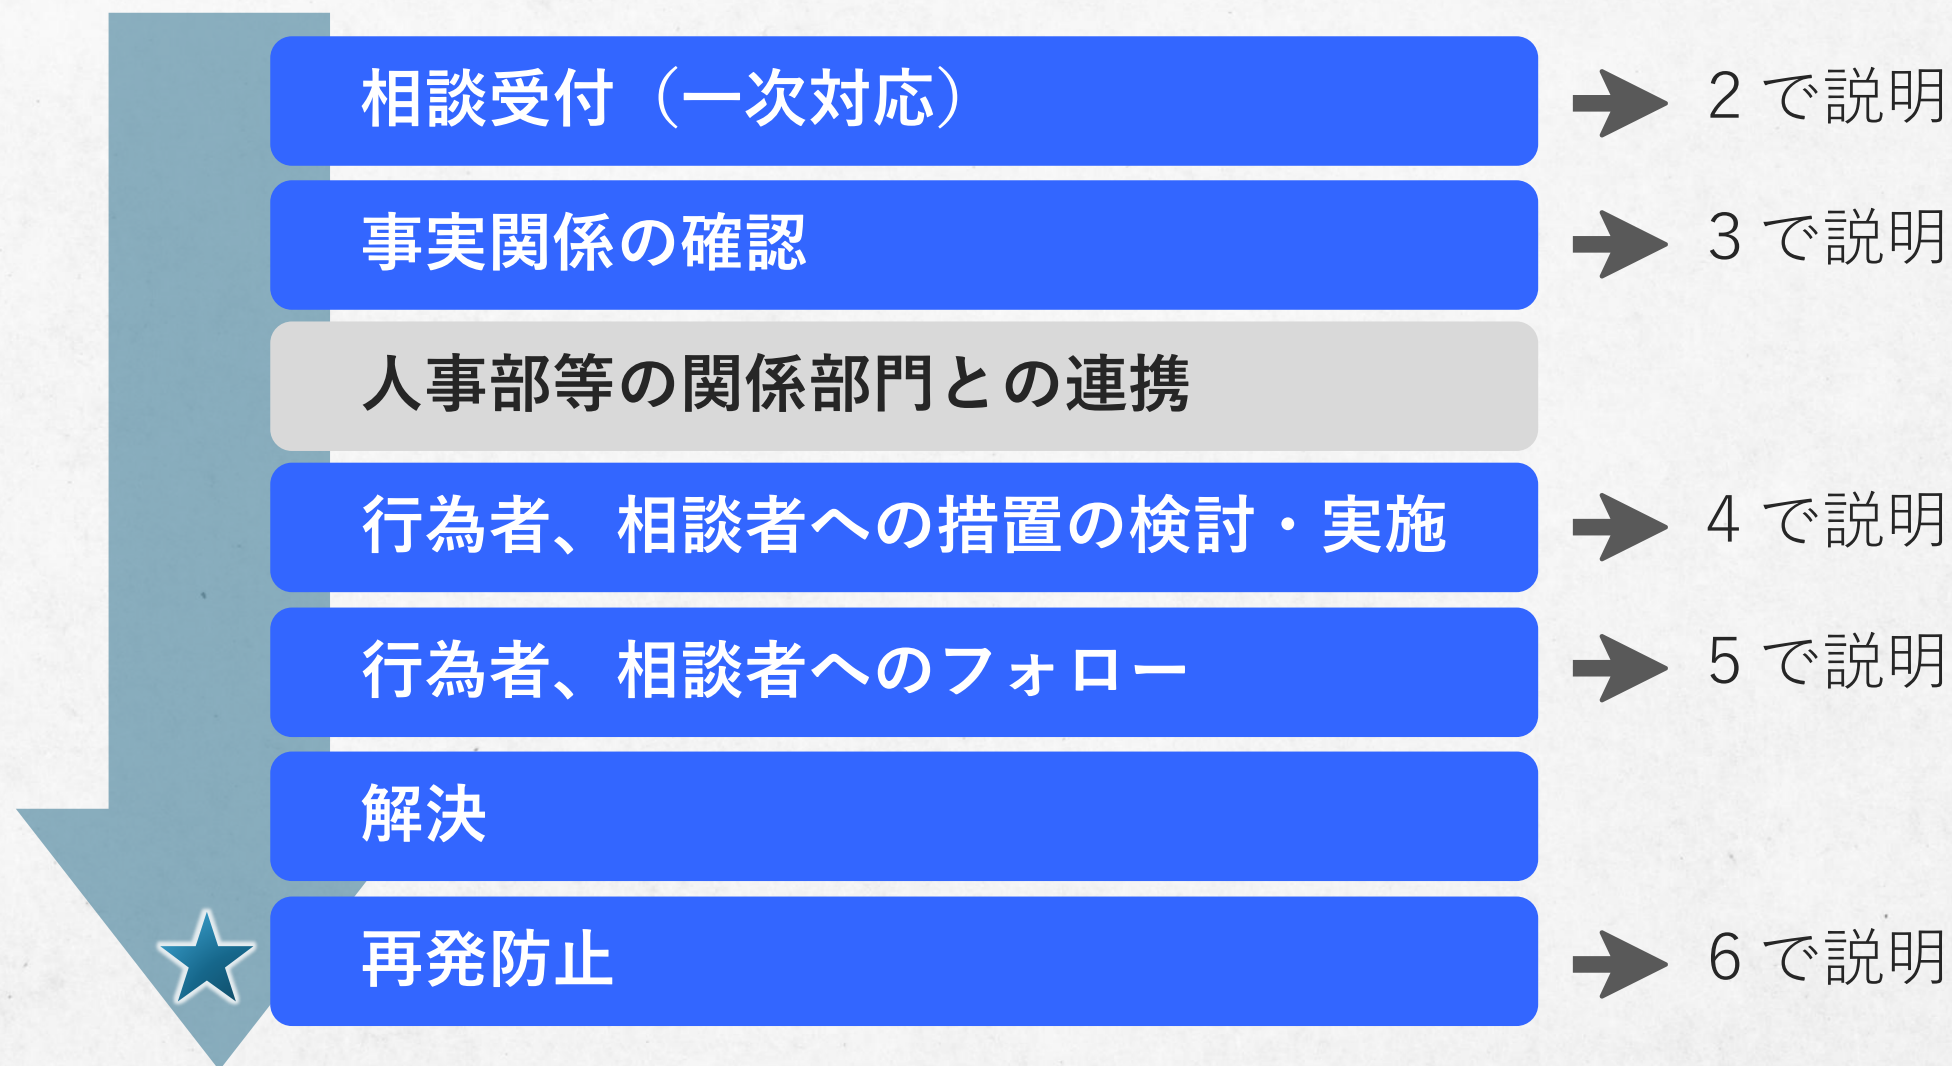 相談受付（一次対応）
2 で説明
事実関係の確認
3 で説明
人事部等の関係部門との連携
行為者、相談者への措置の検討・実施
4 で説明
行為者、相談者へのフォロー
5 で説明
解決
再発防止
6 で説明